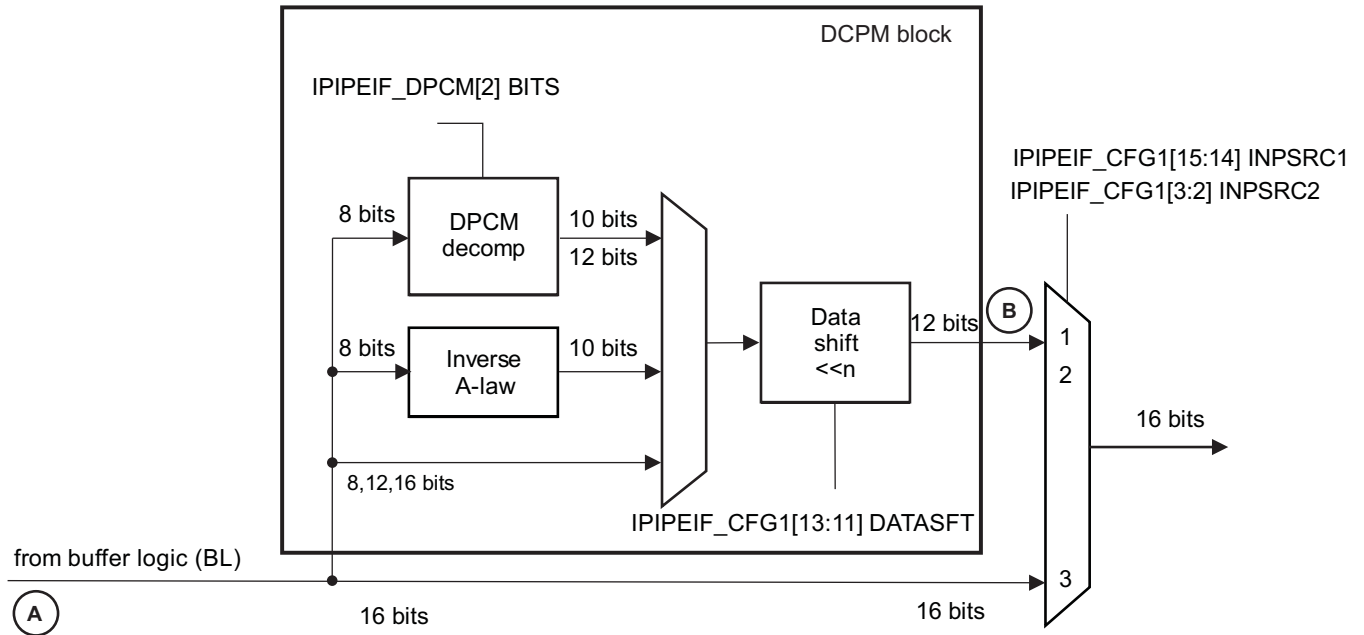 DCPM block
IPIPEIF_DPCM[2] BITS
IPIPEIF_CFG1[15:14] INPSRC1
IPIPEIF_CFG1[3:2] INPSRC2
8 bits
DPCM
decomp
10 bits
12 bits
8 bits
Inverse
A-law
10 bits
8,12,16 bits
Data
shift
<<n
12 bits
B
1
2
3
16 bits
IPIPEIF_CFG1[13:11] DATASFT
from buffer logic (BL)
A
16 bits
16 bits